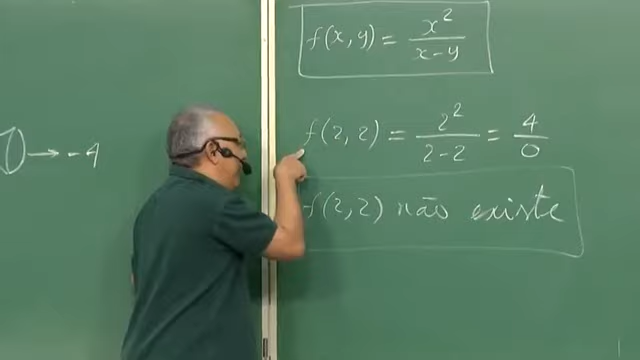 f(x,y) = x²/(x-y)
) → -4
f(2,2) = 2²/(2-2) = 4/0
f(2,2) não existe